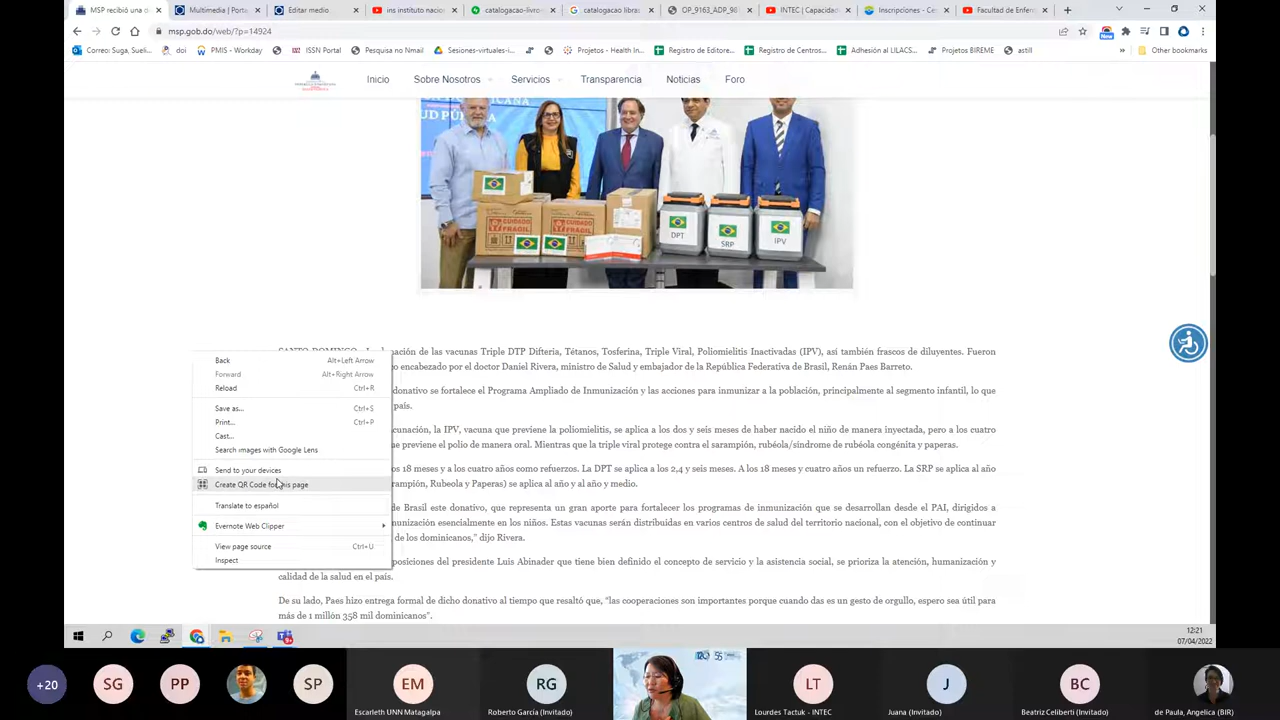 MSP recibió una d
Multimedia | Porta
Editar medio
ins instituto nacion
catalogacao-livro-
catalogacao libras
OP_9163_ADP_98
INTEC | Capacidad
Inscripciones - Ce
Facultad de Enfer
msp.gob.do/web/?p=14924
New
Correo: Suga, Sueli...
doi
PMIS - Workday
ISSN Portal
Pesquisa no Nmail
Sesiones-virtuales-i...
Projetos - Health In...
Registro de Editore...
Registro de Centros...
Adhesión al LILACS...
Projetos BIREME
astill
Other bookmarks
Inicio
Sobre Nosotros
Servicios
Transparencia
Noticias
Foro
SALUD PÚBLICA
CUIDADO FRÁGIL
CUIDADO FRÁGIL
DPT
SRP
IPV
SANTO DOMINGO
nación de las vacunas Triple DTP Difteria, Tétanos, Tosferina, Triple Viral, Poliomielitis Inactivadas (IPV), así también frascos de diluyentes. Fueron
o encabezado por el doctor Daniel Rivera, ministro de Salud y embajador de la República Federativa de Brasil, Renán Paes Barreto.
donativo se fortalece el Programa Ampliado de Inmunización y las acciones para inmunizar a la población, principalmente al segmento infantil, lo que
país.
cunación, la IPV, vacuna que previene la poliomielitis, se aplica a los dos y seis meses de haber nacido el niño de manera inyectada, pero a los cuatro
ue previene el polio de manera oral. Mientras que la triple viral protege contra el sarampión, rubéola/síndrome de rubéola congénita y paperas.
os 18 meses y a los cuatro años como refuerzos. La DPT se aplica a los 2,4 y seis meses. A los 18 meses y cuatro años un refuerzo. La SRP se aplica al año
rampión, Rubeola y Paperas) se aplica al año y al año y medio.
de Brasil este donativo, que representa un gran aporte para fortalecer los programas de inmunización que se desarrollan desde el PAI, dirigidos a
munización esencialmente en los niños. Estas vacunas serán distribuidas en varios centros de salud del territorio nacional, con el objetivo de continuar
de los dominicanos," dijo Rivera.
posiciones del presidente Luis Abinader que tiene bien definido el concepto de servicio y la asistencia social, se prioriza la atención, humanización y
calidad de la salud en el país.
De su lado, Paes hizo entrega formal de dicho donativo al tiempo que resaltó que, "las cooperaciones son importantes porque cuando das es un gesto de orgullo, espero sea útil para
más de 1 millón 358 mil dominicanos".
Back Alt+Left Arrow
Forward Alt+Right Arrow
Reload Ctrl+R
Save as... Ctrl+S
Print... Ctrl+P
Cast...
Search images with Google Lens
Send to your devices
Create QR Code for this page
Translate to español
Evernote Web Clipper
View page source Ctrl+U
Inspect
12:21
07/04/2022
+20
SG
PP
SP
EM
Escarleth UNN Matagalpa
RG
Roberto García (Invitado)
LT
Lourdes Tactuk - INTEC
J
Juana (Invitado)
BC
Beatriz Celiberti (Invitado)
de Paula, Angelica (BIR)